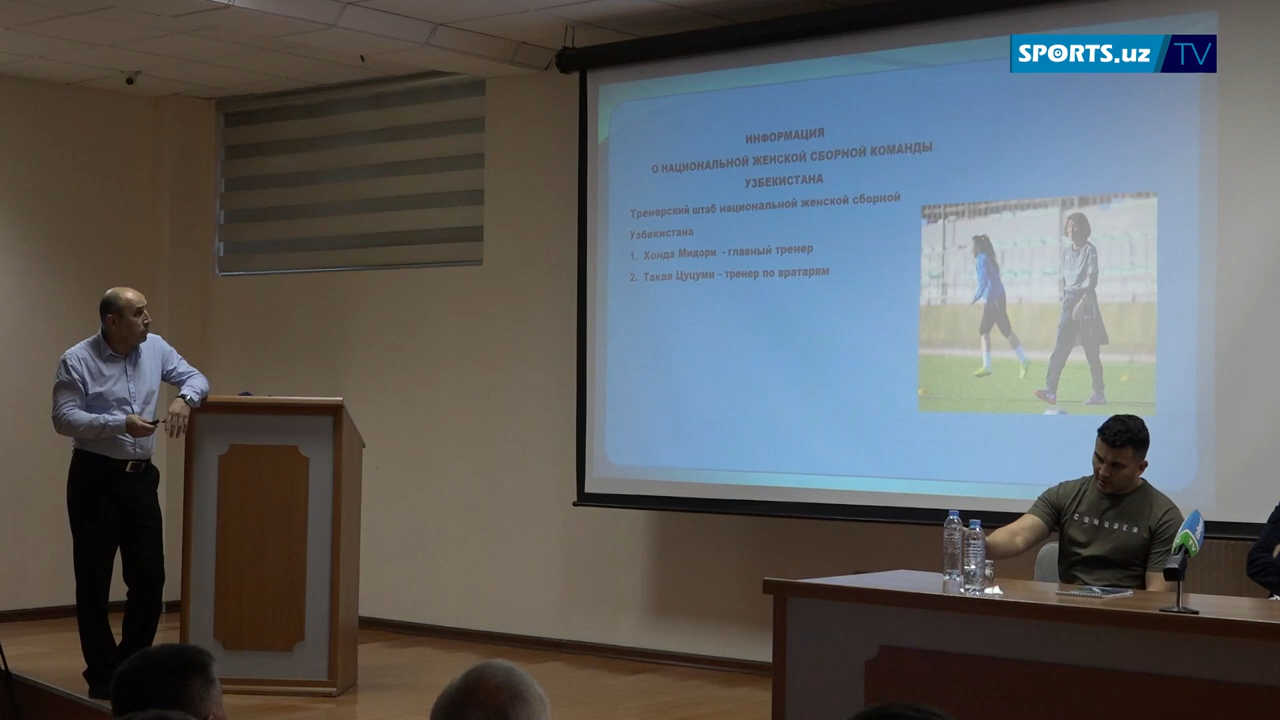 SPORTS.uz TV
ИНФОРМАЦИЯ
О НАЦИОНАЛЬНОЙ ЖЕНСКОЙ СБОРНОЙ КОМАНДЫ
УЗБЕКИСТАНА
Тренерский штаб национальной женской сборной
Узбекистана
1. Хонда Мидори - главный тренер
2. Такая Цуцуми – тренер по вратарям
CONQUER